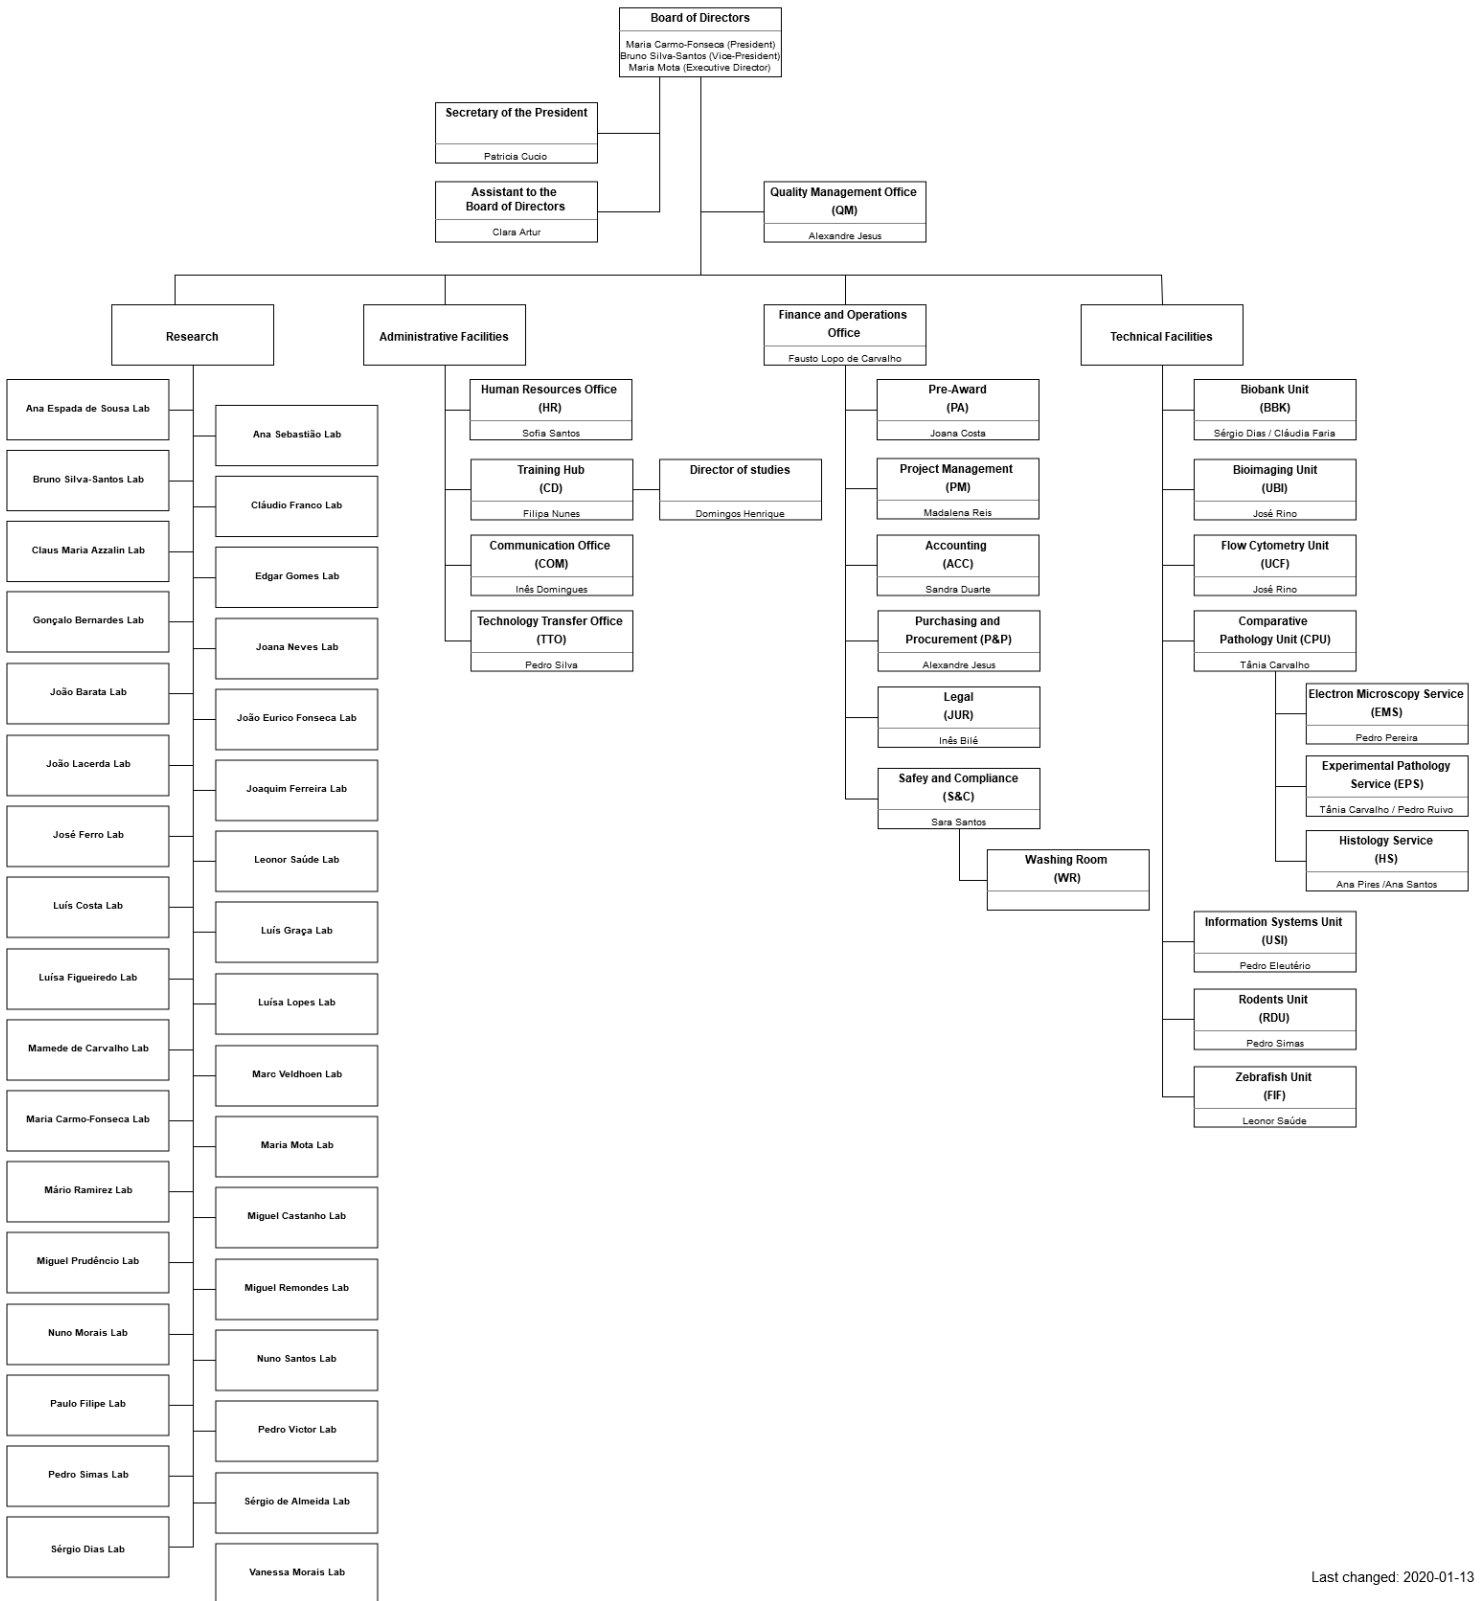 Board of Directors
Maria Carmo-Fonseca (President)
Bruno Silva-Santos (Vice-President)
Maria Mota (Executive Director)
Secretary of the President
Patricia Cucio
Assistant to the
Board of Directors
Clara Artur
Quality Management Office
(QM)
Alexandre Jesus
Research
Ana Espada de Sousa Lab
Ana Sebastião Lab
Bruno Silva-Santos Lab
Cláudio Franco Lab
Claus Maria Azzalin Lab
Edgar Gomes Lab
Gonçalo Bernardes Lab
Joana Neves Lab
João Barata Lab
João Eurico Fonseca Lab
João Lacerda Lab
Joaquim Ferreira Lab
José Ferro Lab
Leonor Saúde Lab
Luís Costa Lab
Luís Graça Lab
Luísa Figueiredo Lab
Luísa Lopes Lab
Mamede de Carvalho Lab
Marc Veldhoen Lab
Maria Carmo-Fonseca Lab
Maria Mota Lab
Mário Ramirez Lab
Miguel Castanho Lab
Miguel Prudêncio Lab
Miguel Remondes Lab
Nuno Morais Lab
Nuno Santos Lab
Paulo Filipe Lab
Pedro Victor Lab
Pedro Simas Lab
Sérgio de Almeida Lab
Sérgio Dias Lab
Vanessa Morais Lab
Administrative Facilities
Human Resources Office
(HR)
Sofia Santos
Training Hub
(CD)
Filipa Nunes
Director of studies
Domingos Henrique
Communication Office
(COM)
Inês Domingues
Technology Transfer Office
(TTO)
Pedro Silva
Finance and Operations
Office
Fausto Lopo de Carvalho
Pre-Award
(PA)
Joana Costa
Project Management
(PM)
Madalena Reis
Accounting
(ACC)
Sandra Duarte
Purchasing and
Procurement (P&P)
Alexandre Jesus
Legal
(JUR)
Inês Bilé
Safey and Compliance
(S&C)
Sara Santos
Washing Room
(WR)
Technical Facilities
Biobank Unit
(BBK)
Sérgio Dias / Cláudia Faria
Bioimaging Unit
(UBI)
José Rino
Flow Cytometry Unit
(UCF)
José Rino
Comparative
Pathology Unit (CPU)
Tânia Carvalho
Electron Microscopy Service
(EMS)
Pedro Pereira
Experimental Pathology
Service (EPS)
Tânia Carvalho / Pedro Ruivo
Histology Service
(HS)
Ana Pires /Ana Santos
Information Systems Unit
(USI)
Pedro Eleutério
Rodents Unit
(RDU)
Pedro Simas
Zebrafish Unit
(FIF)
Leonor Saúde
Last changed: 2020-01-13